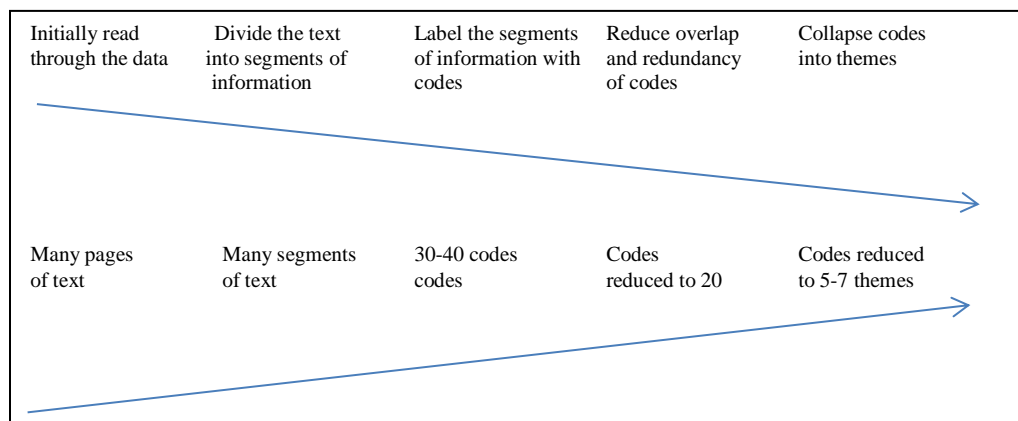 Initially read
through the data
Divide the text
into segments of
information
Label the segments
of information with
codes
Reduce overlap
and redundancy
of codes
Collapse codes
into themes
Many pages
of text
Many segments
of text
30-40 codes
codes
Codes
reduced to 20
Codes reduced
to 5-7 themes